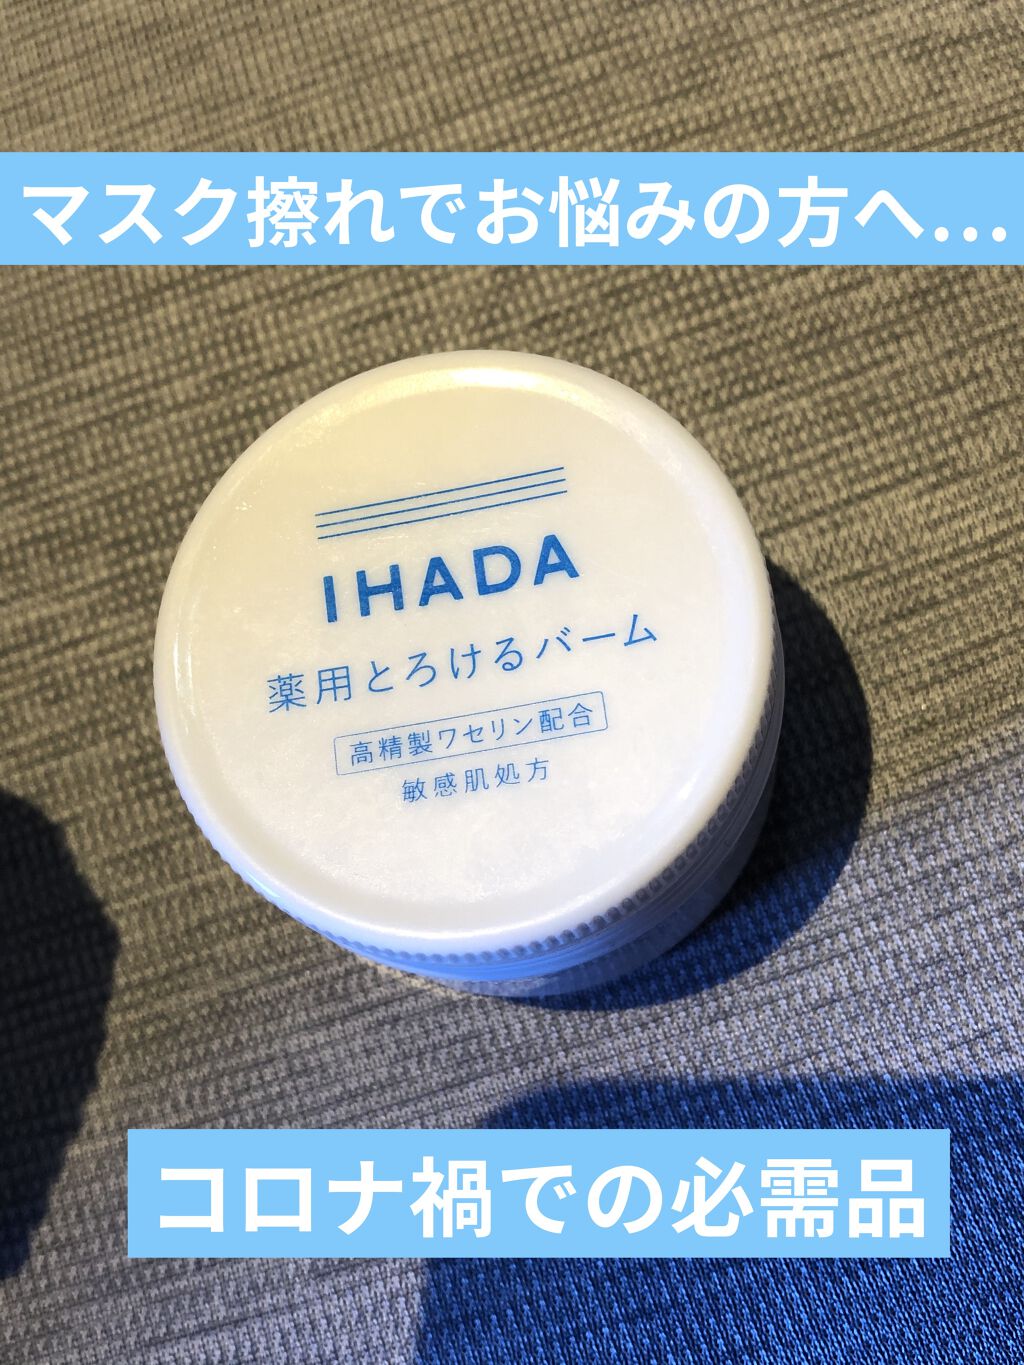 マスク擦れでお悩みの方へ...
IHADA
薬用とろけるバーム
高精製ワセリン配合
敏感肌処方
コロナ禍での必需品